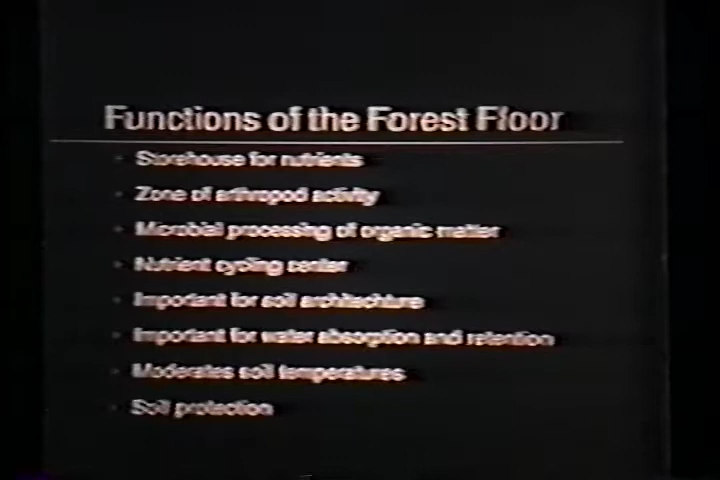 Functions of the Forest Floor
Storehouse for nutrients
Zone of arthropod activity
Microbial processing of organic matter
Nutrient cycling center
Important for soil architechture
Important for water absorption and retention
Moderates soil temperatures
Soil protection